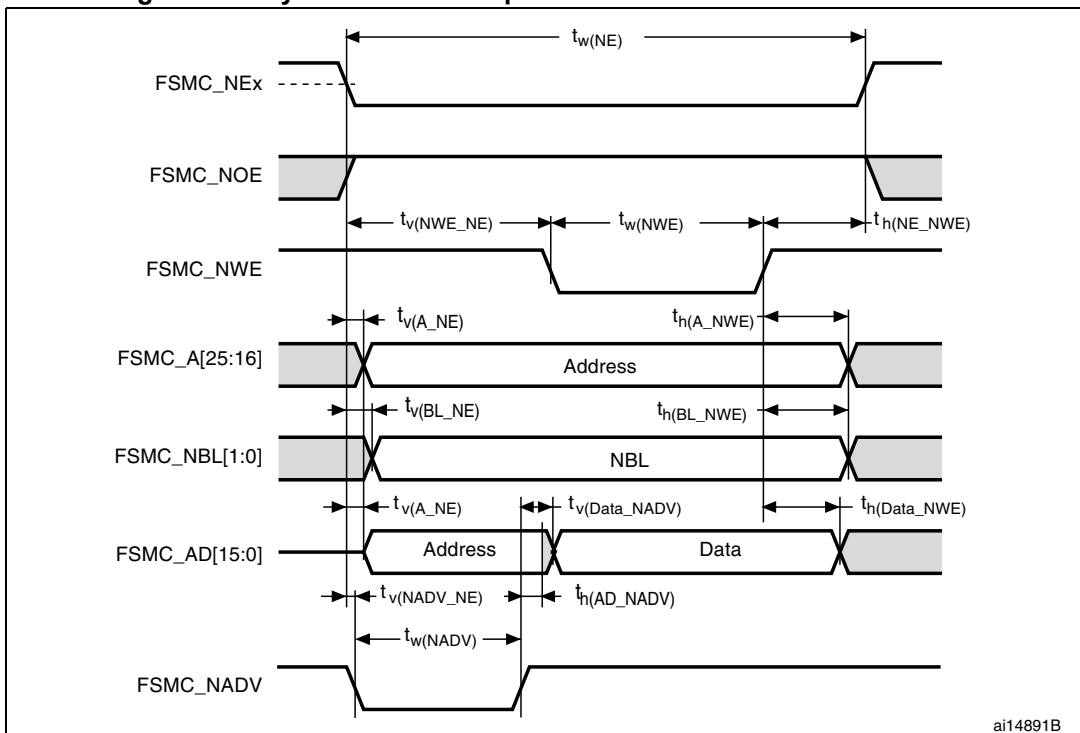 t_w(NE)
FSMC_NEx
FSMC_NOE
t_v(NWE_NE) t_w(NWE) t_h(NE_NWE)
FSMC_NWE
t_v(A_NE) t_h(A_NWE)
FSMC_A[25:16] Address
t_v(BL_NE) t_h(BL_NWE)
FSMC_NBL[1:0] NBL
t_v(A_NE) t_v(Data_NADV) t_h(Data_NWE)
FSMC_AD[15:0] Address Data
t_v(NADV_NE) t_h(AD_NADV)
t_w(NADV)
FSMC_NADV
ai14891B